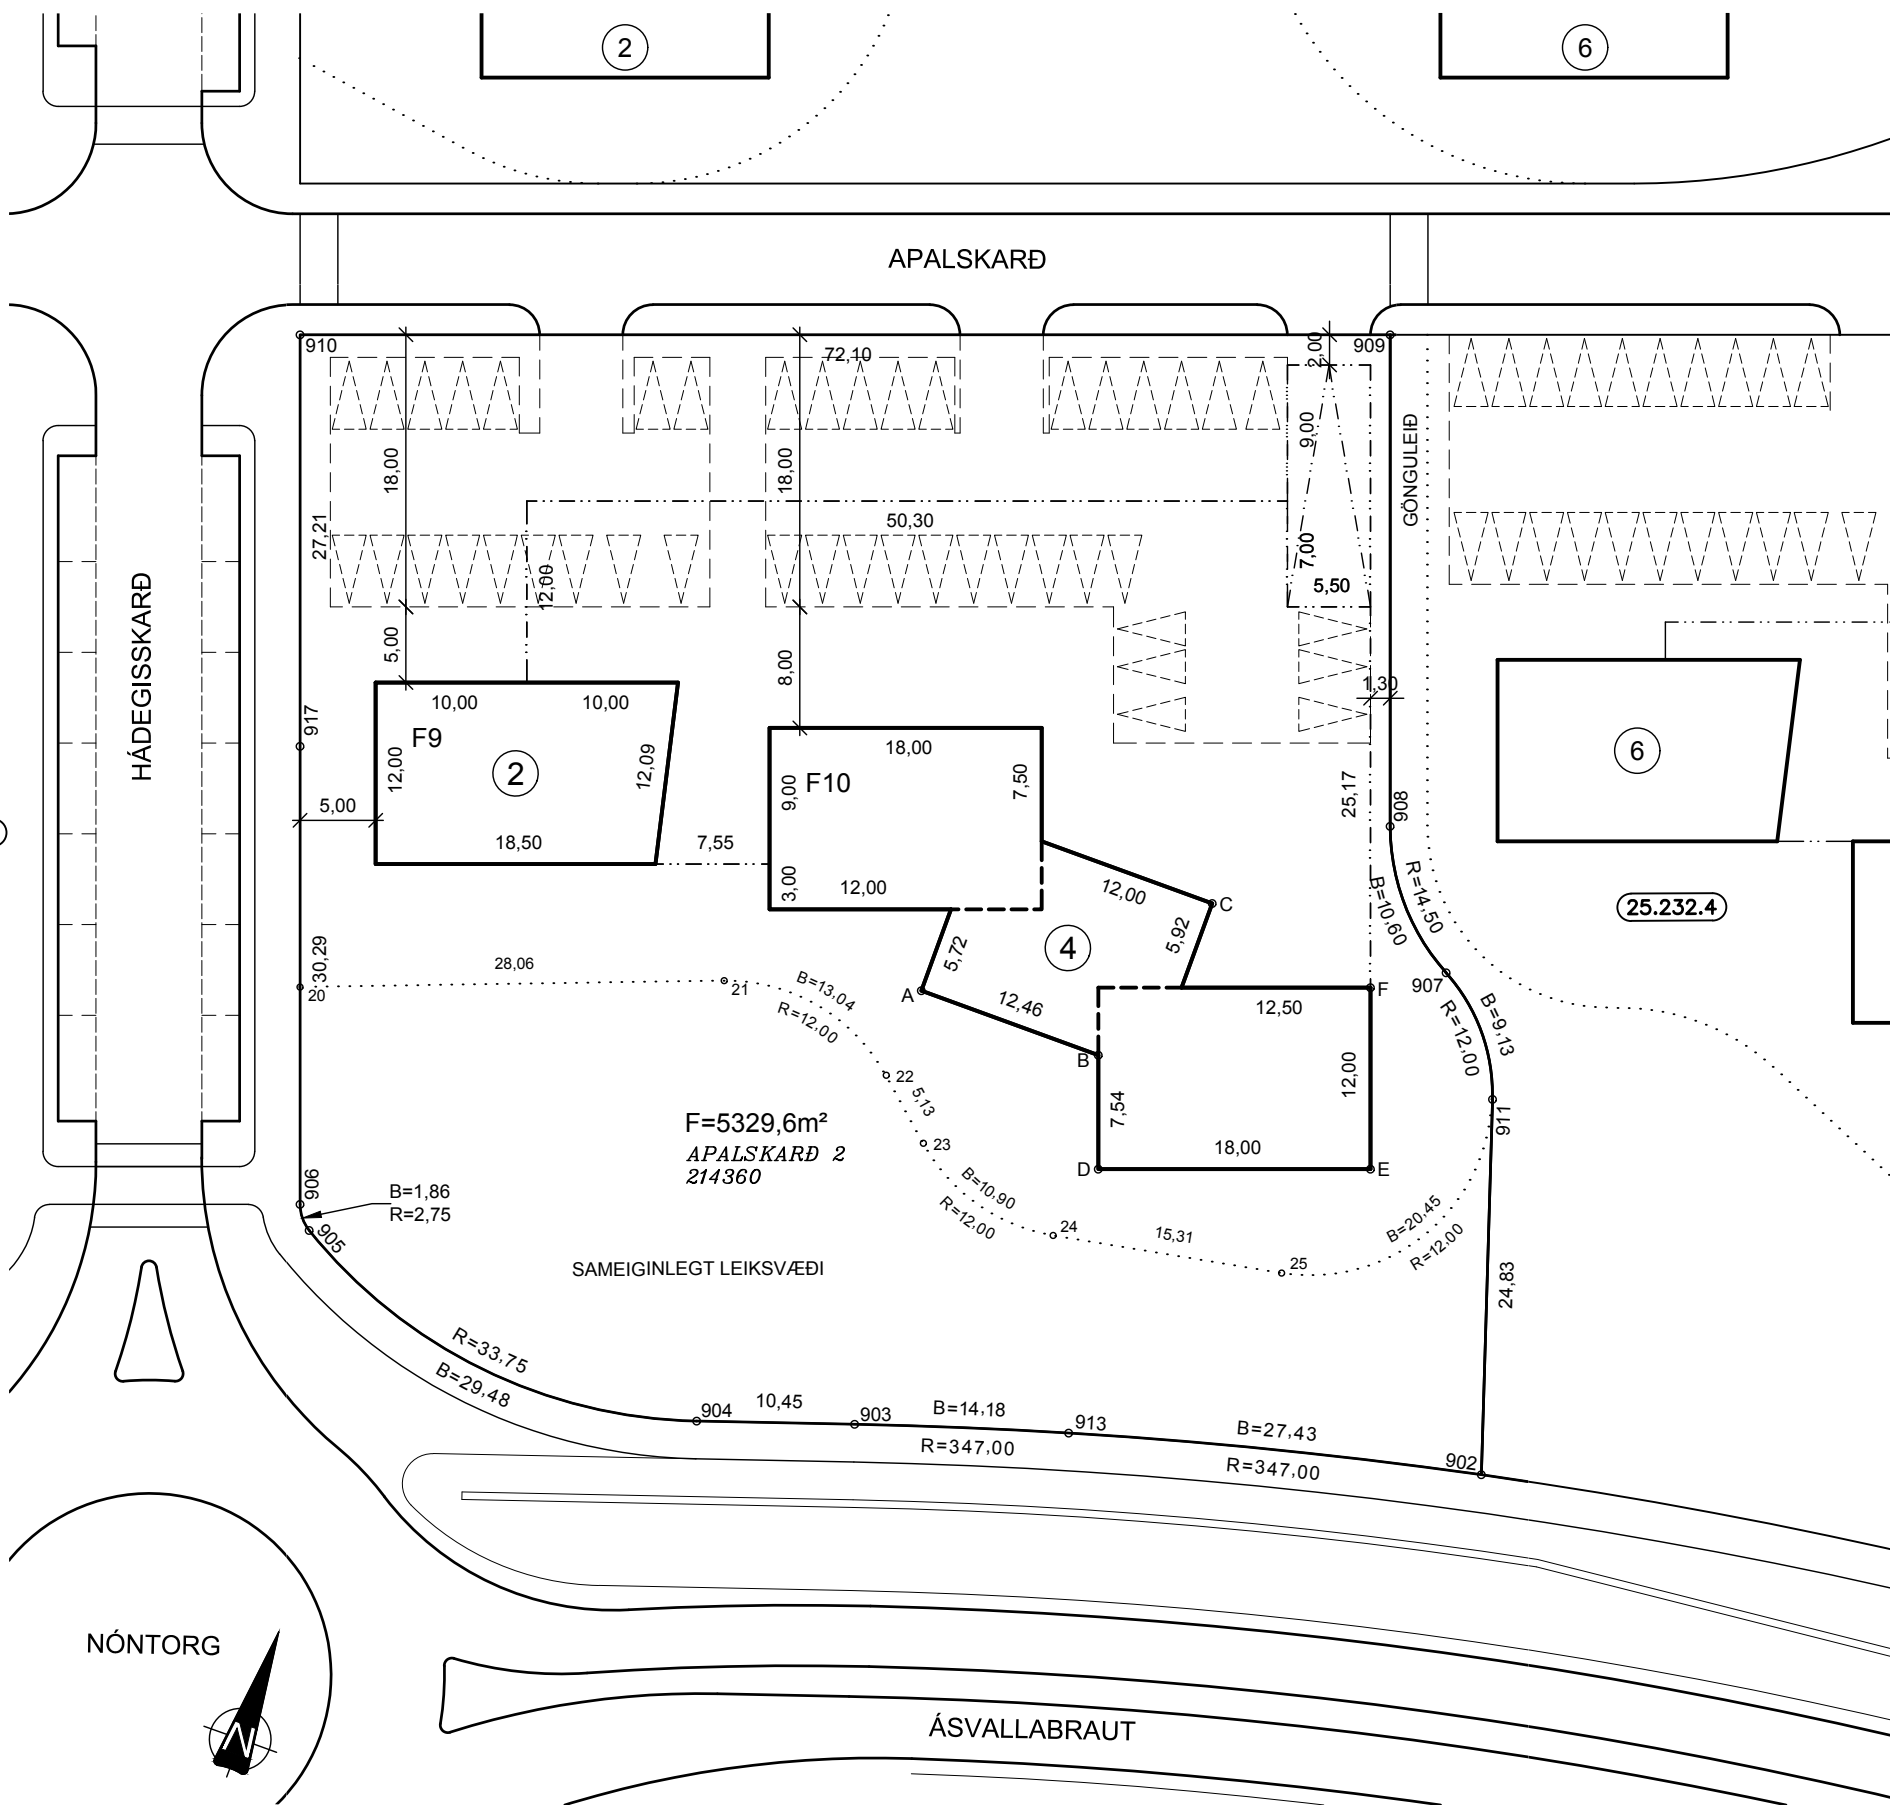 2
6
APALSKARÐ
910
72,10
2,00
909
9,00
GÖNGULEIÐ
18,00
18,00
27,21
50,30
7,00
12,00
5,50
HÁDEGISSKARÐ
5,00
8,00
1,30
10,00
10,00
917
F9
2
12,00
12,09
18,00
6
9,00
F10
7,50
25,17
5,00
908
18,50
7,55
3,00
12,00
12,00
C
R=14,50
B=10,60
25.232.4
5,72
4
5,92
30,29
28,06
20
21
B=13,04
R=12,00
A
12,46
12,50
F
907
B=9,13
R=12,00
B
22
5,13
7,54
12,00
911
F=5329,6m²
23
APALSKARÐ 2
214360
18,00
D
E
906
B=1,86
R=2,75
905
B=10,90
R=12,00
24
15,31
25
B=20,45
R=12,00
SAMEIGINLEGT LEIKSVÆÐI
24,83
R=33,75
B=29,48
904
10,45
903
B=14,18
R=347,00
913
B=27,43
R=347,00
902
NÓNTORG
N
ÁSVALLABRAUT